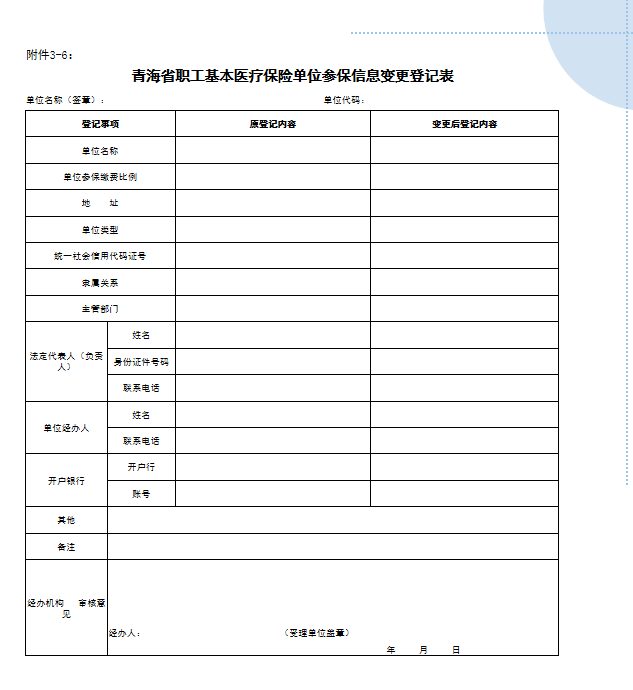 附件3-6：
青海省职工基本医疗保险单位参保信息变更登记表
单位名称（签章）： 单位代码：
登记事项 原登记内容 变更后登记内容
单位名称
单位参保缴费比例
地 址
单位类型
统一社会信用代码证号
隶属关系
主管部门
法定代表人（负责
人）
姓名
身份证件号码
联系电话
单位经办人
姓名
联系电话
开户银行
开户行
账号
其他
备注
经办机构 审核意
见
经办人： （受理单位盖章）
年 月 日